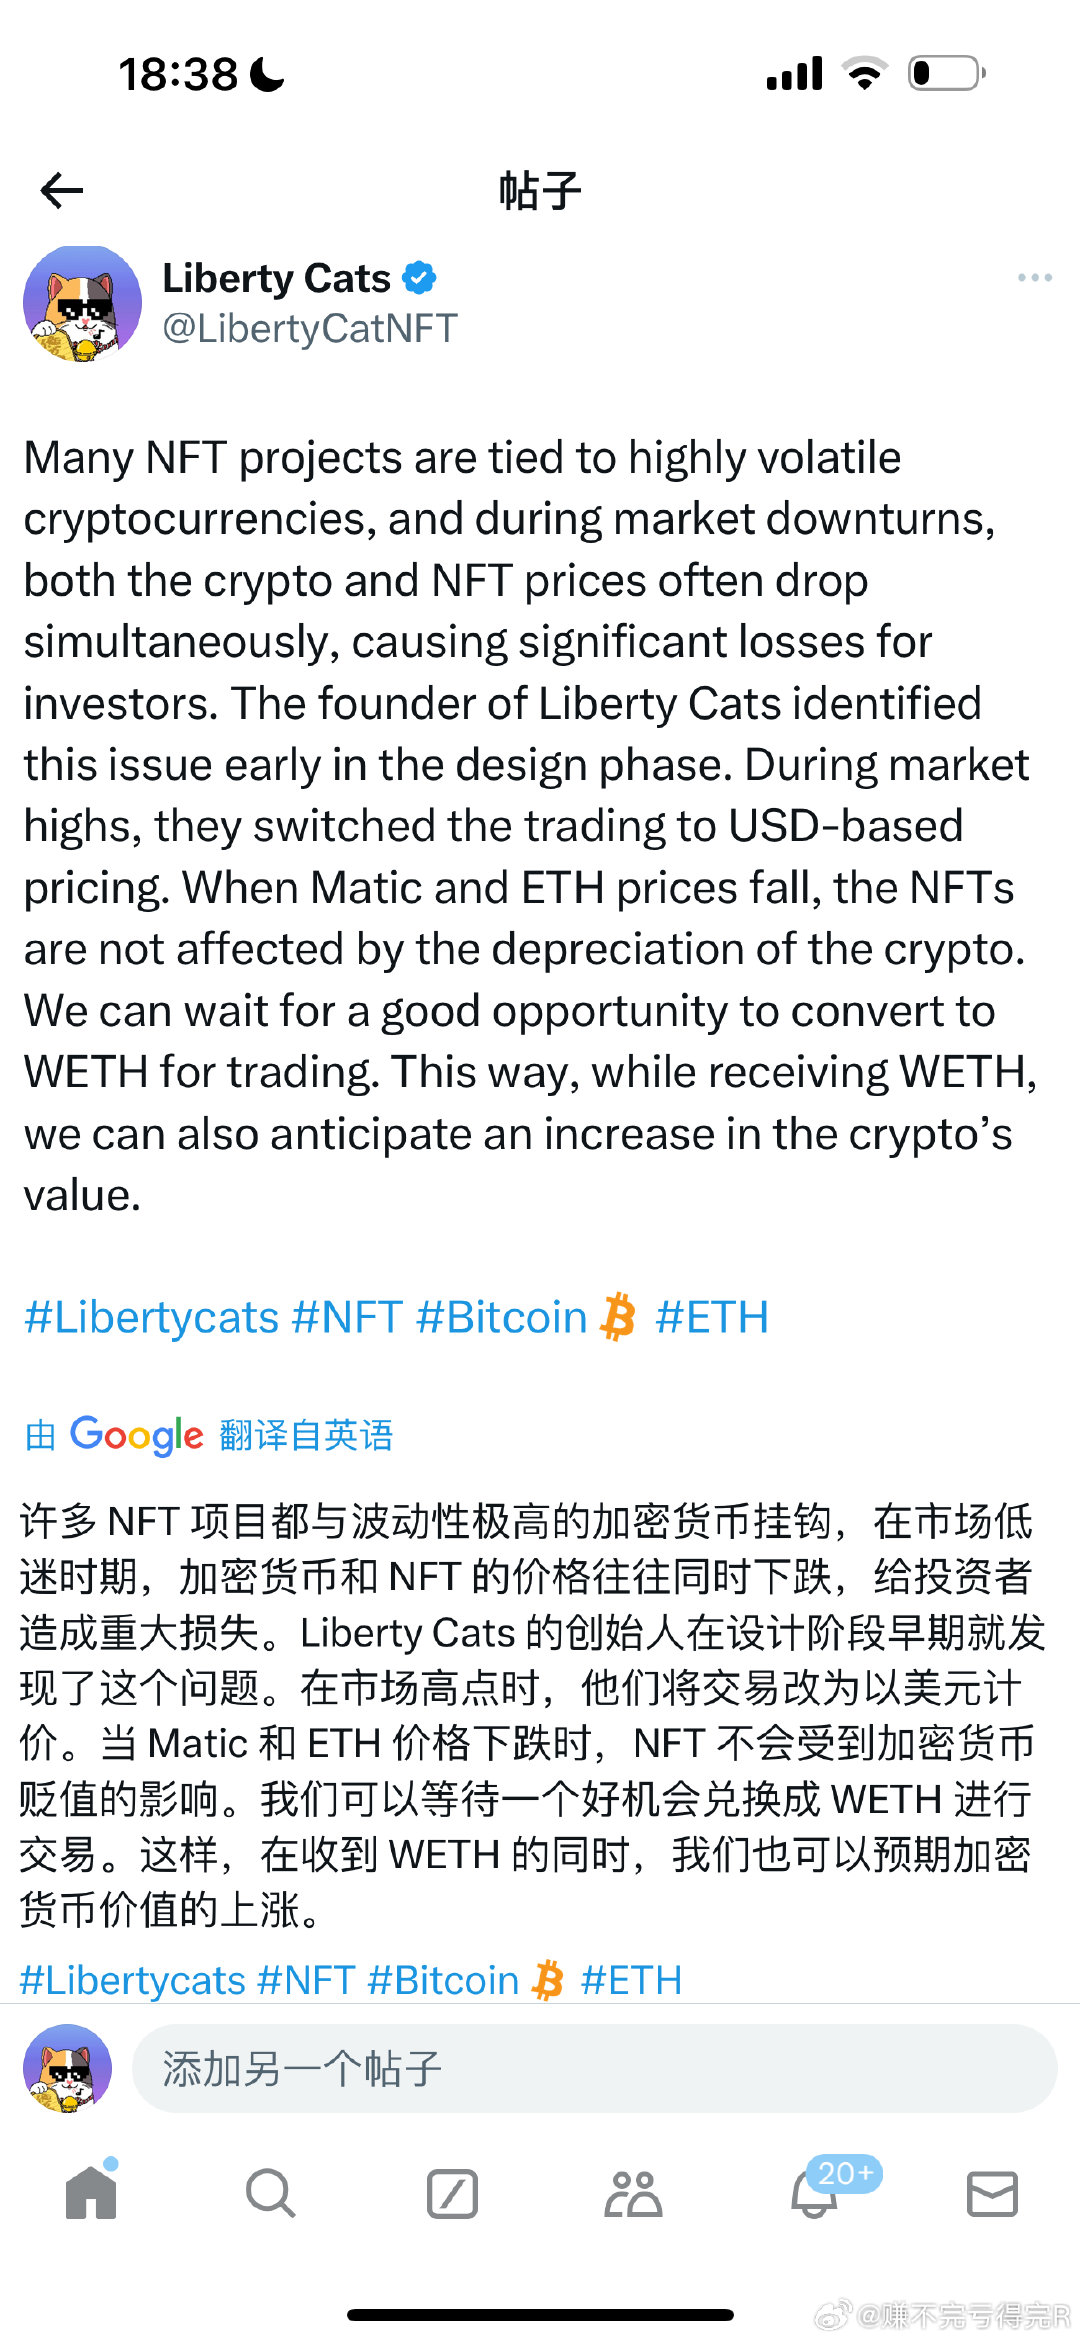 18:38
帖子
Liberty Cats
@LibertyCatNFT
Many NFT projects are tied to highly volatile
cryptocurrencies, and during market downturns,
both the crypto and NFT prices often drop
simultaneously, causing significant losses for
investors. The founder of Liberty Cats identified
this issue early in the design phase. During market
highs, they switched the trading to USD-based
pricing. When Matic and ETH prices fall, the NFTs
are not affected by the depreciation of the crypto.
We can wait for a good opportunity to convert to
WETH for trading. This way, while receiving WETH,
we can also anticipate an increase in the crypto’s
value.
#Libertycats #NFT #Bitcoin #ETH
由 Google 翻译自英语
许多 NFT 项目都与波动性极高的加密货币挂钩，在市场低
迷时期，加密货币和 NFT 的价格往往同时下跌，给投资者
造成重大损失。Liberty Cats 的创始人在设计阶段早期就发
现了这个问题。在市场高点时，他们将交易改为以美元计
价。当 Matic 和 ETH 价格下跌时，NFT 不会受到加密货币
贬值的影响。我们可以等待一个好机会兑换成 WETH 进行
交易。这样，在收到 WETH 的同时，我们也可以预期加密
货币价值的上涨。
#Libertycats #NFT #Bitcoin #ETH
添加另一个帖子
20+
@赚不完亏得完R